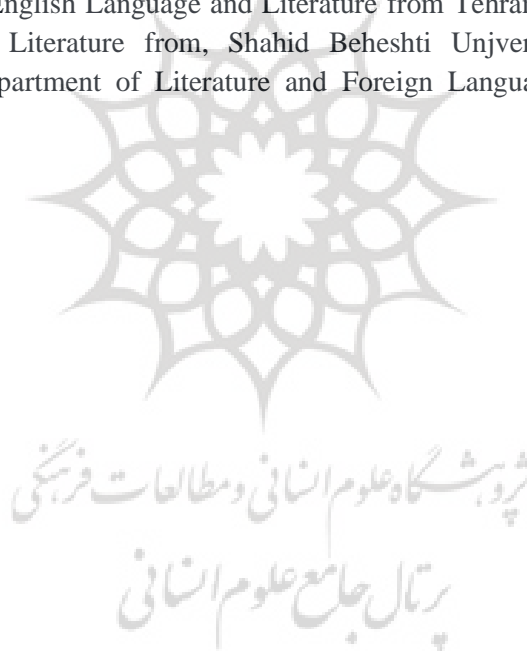 English Language and Literature from Tehran
Literature from, Shahid Beheshti Unjver
partment of Literature and Foreign Langua
پژوهشگاه علوم انسانی و مطالعات فرهنگی
پرتال جامع علوم انسانی